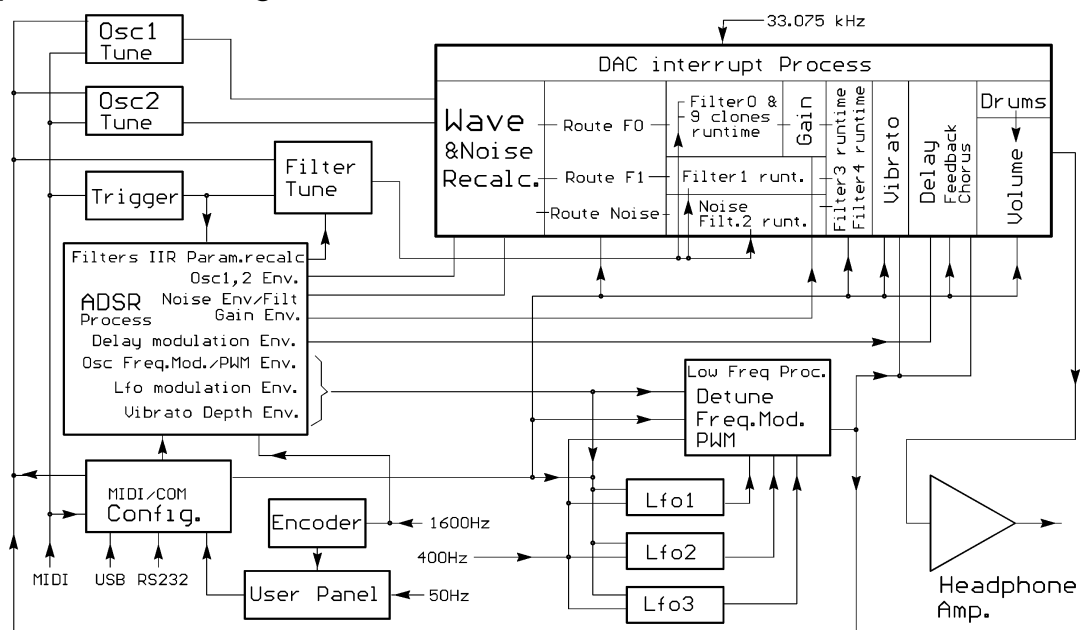 33.075 kHz
Osc1
Tune
Osc2
Tune
Trigger
Filter
Tune
DAC interrupt Process
Wave
&Noise
Recalc.
Route F0
Route F1
Route Noise
Filter0 &
9 clones
runtime
Gain
Filter1 runt.
Noise
Filt.2 runt.
Filter3 runtime
Filter4 runtime
Vibrato
Delay
Feedback
Chorus
Drums
Volume
Filters IIR Param.recalc
Osc1,2 Env.
ADSR
Process
Noise Env/Filt
Gain Env.
Delay modulation Env.
Osc Freq.Mod./PWM Env.
Lfo modulation Env.
Vibrato Depth Env.
Low Freq Proc.
Detune
Freq.Mod.
PWM
MIDI/COM
Config.
Encoder
1600Hz
400Hz
Lfo1
Lfo2
Lfo3
MIDI
USB
RS232
User Panel
50Hz
Headphone
Amp.